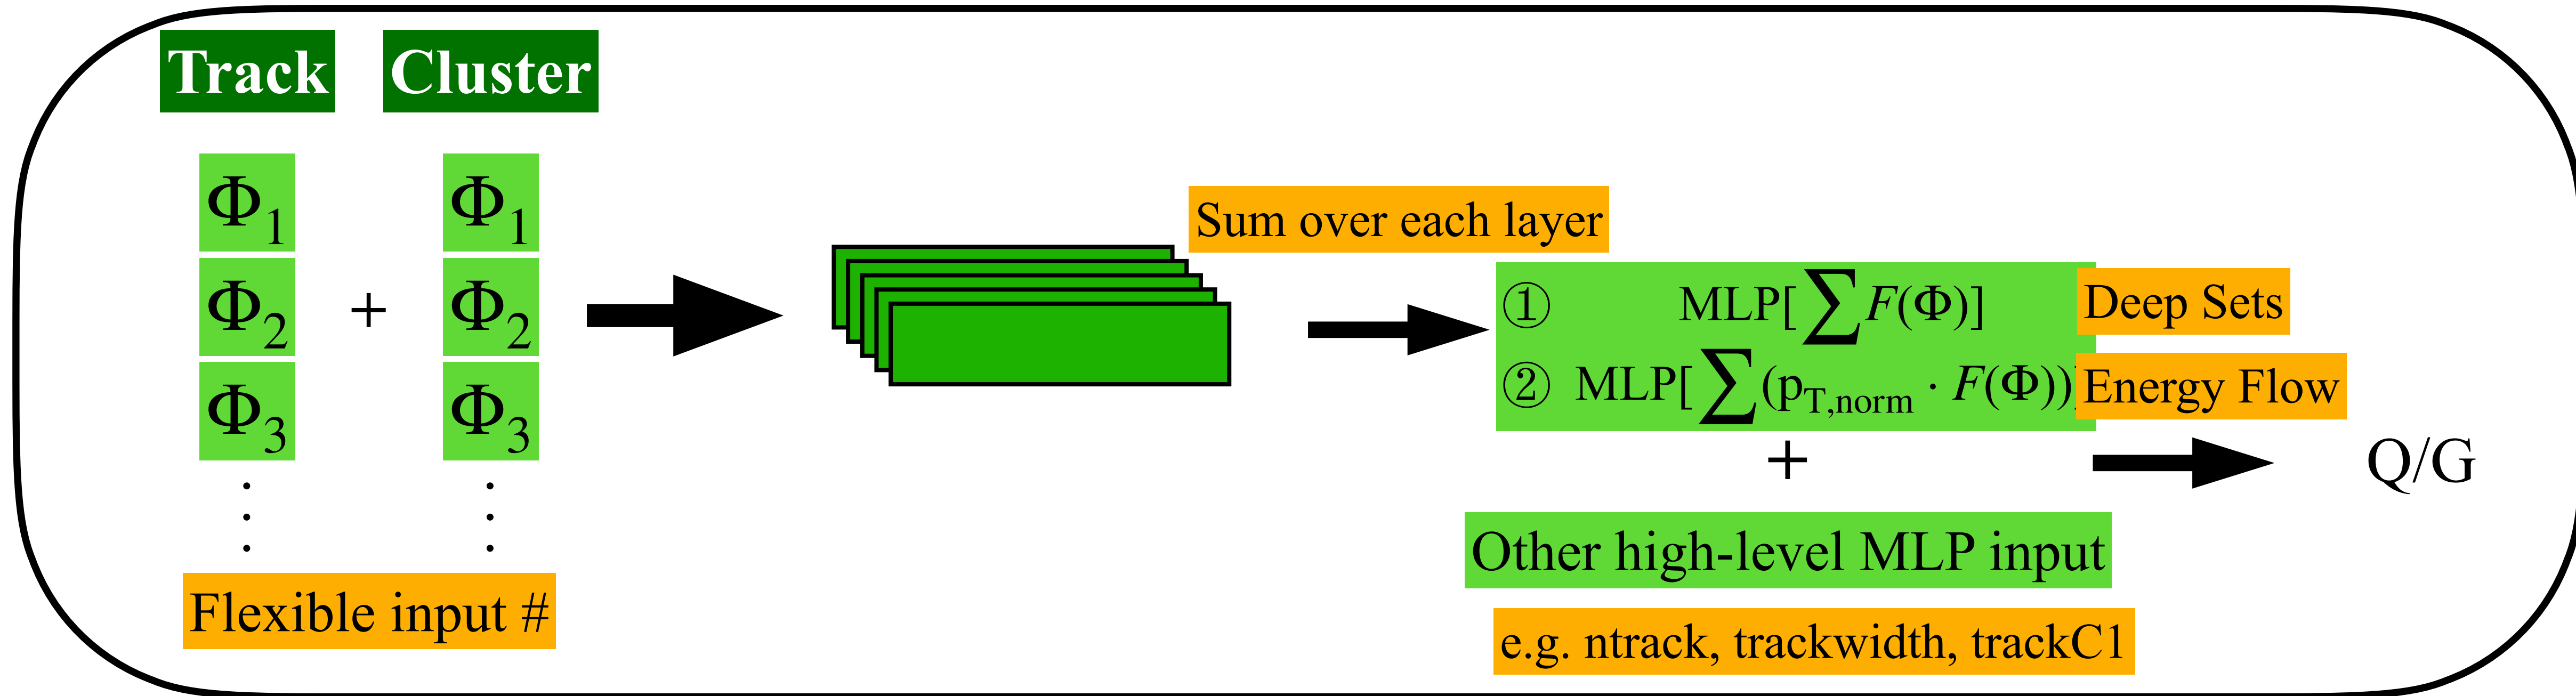 Track Cluster
Φ₁ Φ₁
Φ₂ + Φ₂
Φ₃ Φ₃
⋮ ⋮
Flexible input #
Sum over each layer
① MLP[∑F(Φ)] Deep Sets
② MLP[∑(p_T,norm · F(Φ))] Energy Flow
+
Other high-level MLP input
e.g. ntrack, trackwidth, trackC1
Q/G